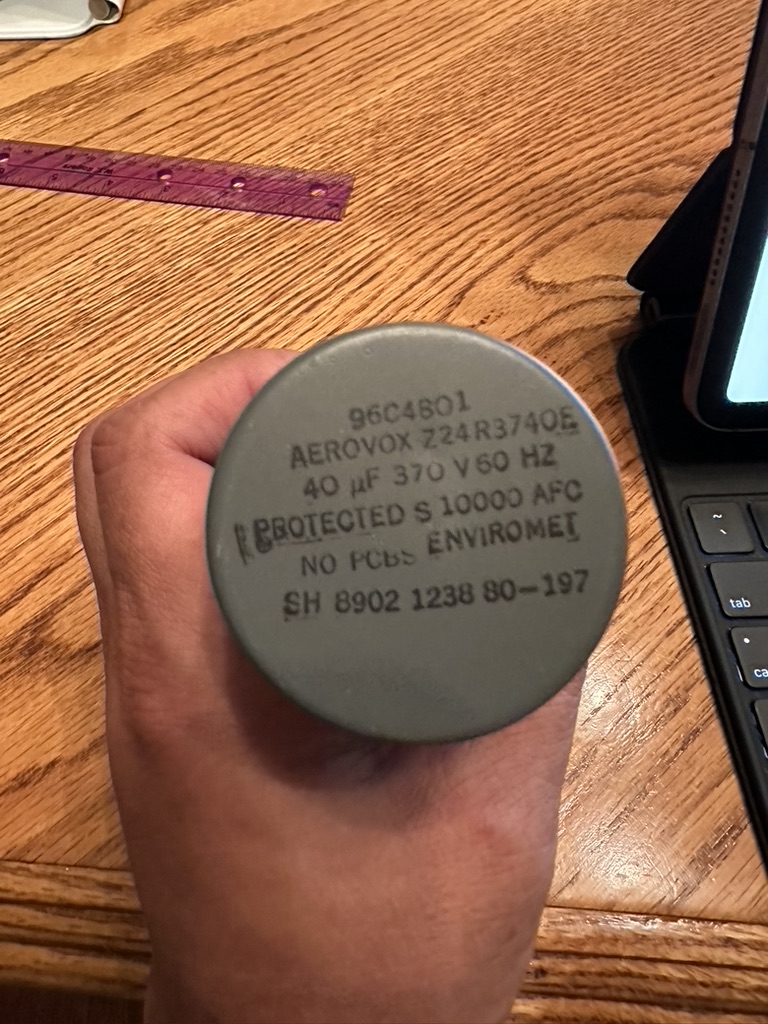 96C4801
AEROVOX Z24R3740E
40 µF 370 V 60 HZ
PROTECTED S 10000 AFC
NO PCBS ENVIROMET
SH 8902 1238 80-197
~
`
tab